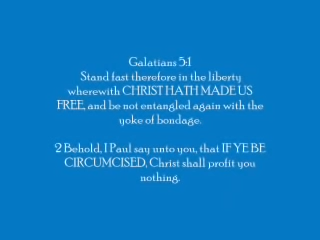 Galatians 5:1
Stand fast therefore in the liberty
wherewith CHRIST HATH MADE US
FREE, and be not entangled again with the
yoke of bondage.
2 Behold, I Paul say unto you, that IF YE BE
CIRCUMCISED, Christ shall profit you
nothing.